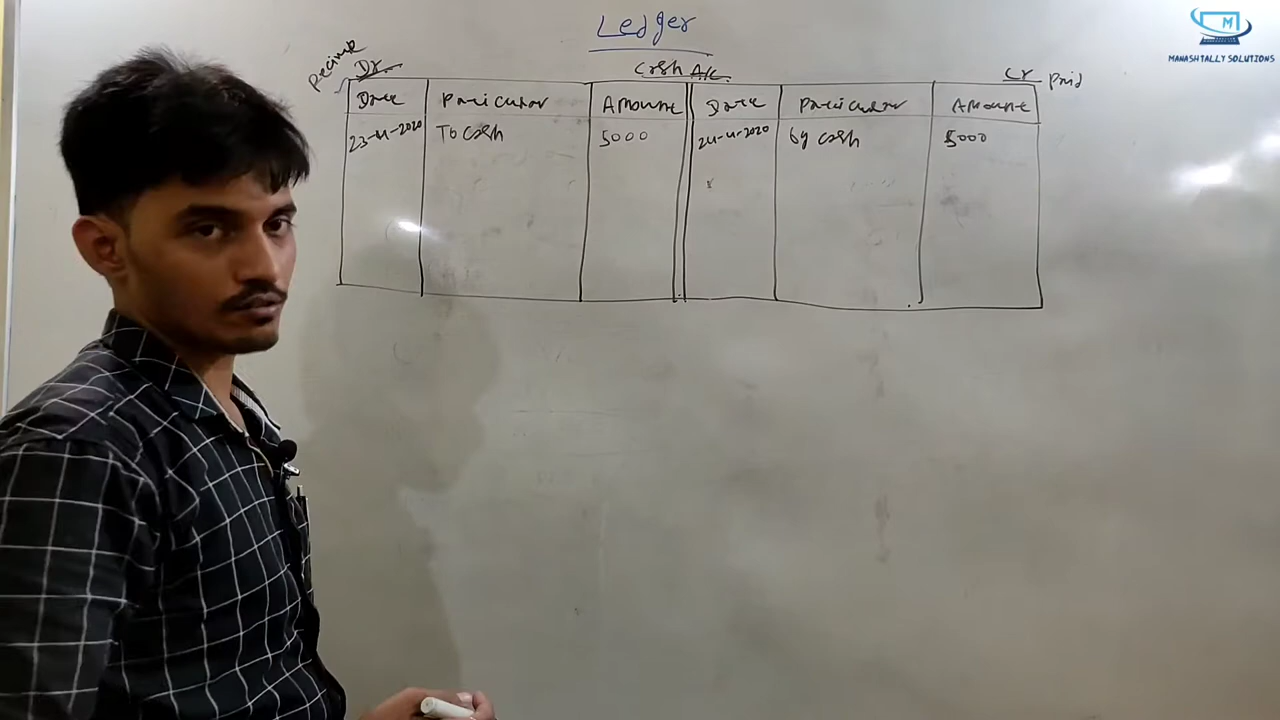 Ledger
Recive Dr. Cash A/c. Cr Paid
Date Particular Amount Date Particular Amount
23-11-2020 To cash 5000 24-11-2020 by cash 5000
M
MANASHTALLY SOLUTIONS